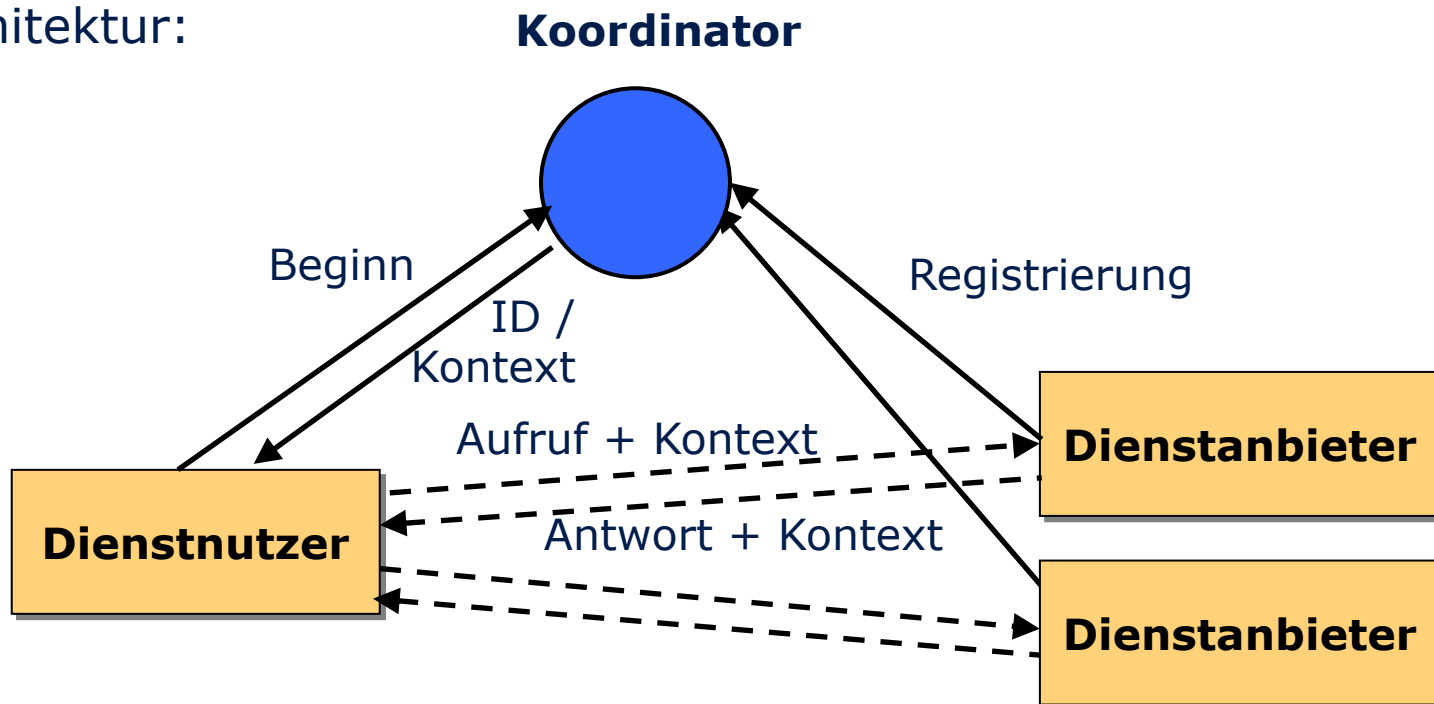 hitektur:
Koordinator
Beginn
Registrierung
ID /
Kontext
Aufruf + Kontext
Dienstanbieter
Dienstnutzer
Antwort + Kontext
Dienstanbieter